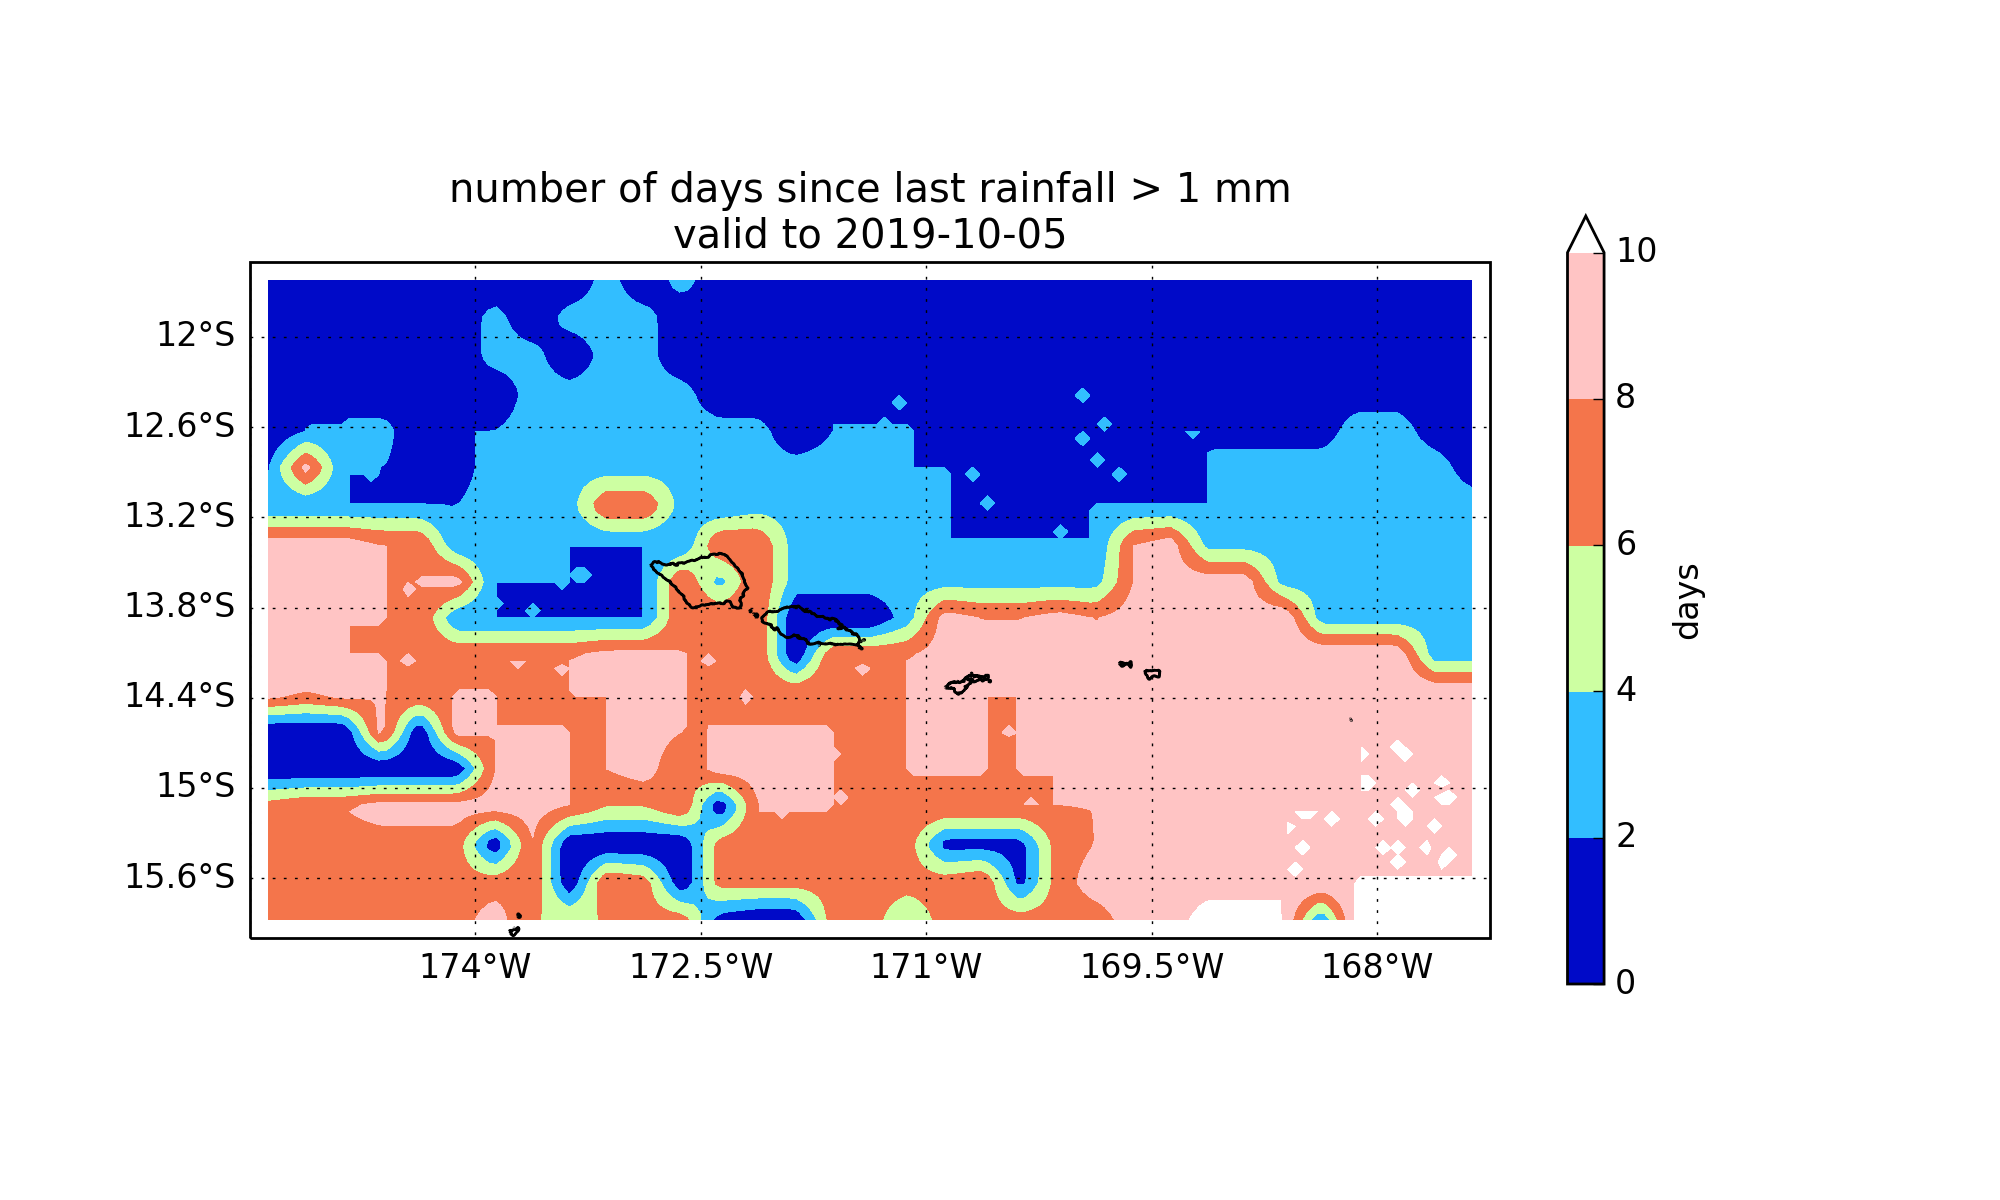 number of days since last rainfall > 1 mm
valid to 2019-10-05
12°S
12.6°S
13.2°S
13.8°S
14.4°S
15°S
15.6°S
174°W
172.5°W
171°W
169.5°W
168°W
10
8
6
4
2
0
days